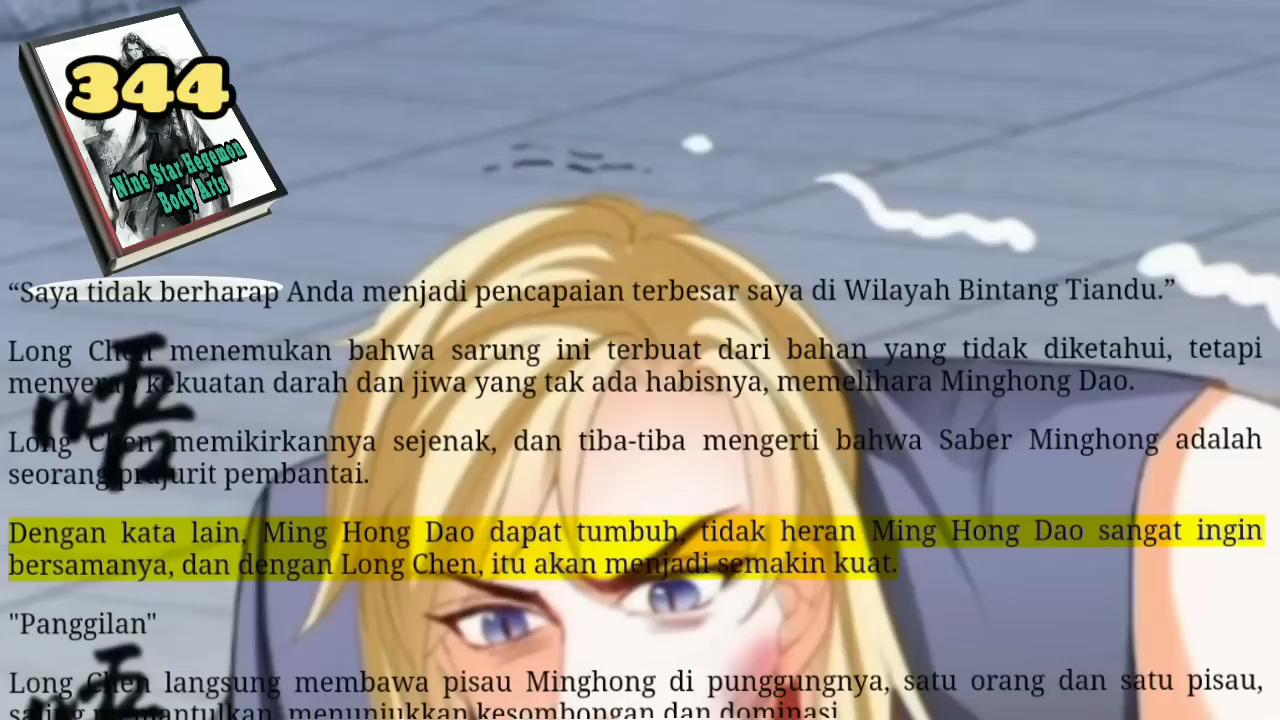 344
Nine Star Hegemon
Body Arts
“Saya tidak berharap Anda menjadi pencapaian terbesar saya di Wilayah Bintang Tiandu.”
Long Chen menemukan bahwa sarung ini terbuat dari bahan yang tidak diketahui, tetapi
menyerap kekuatan darah dan jiwa yang tak ada habisnya, memelihara Minghong Dao.
唔
Long Chen memikirkannya sejenak, dan tiba-tiba mengerti bahwa Saber Minghong adalah
seorang prajurit pembantai.
Dengan kata lain, Ming Hong Dao dapat tumbuh, tidak heran Ming Hong Dao sangat ingin
bersamanya, dan dengan Long Chen, itu akan menjadi semakin kuat.
"Panggilan"
Long Chen langsung membawa pisau Minghong di punggungnya, satu orang dan satu pisau,
saling memantulkan, menunjukkan kesombongan dan dominasi.